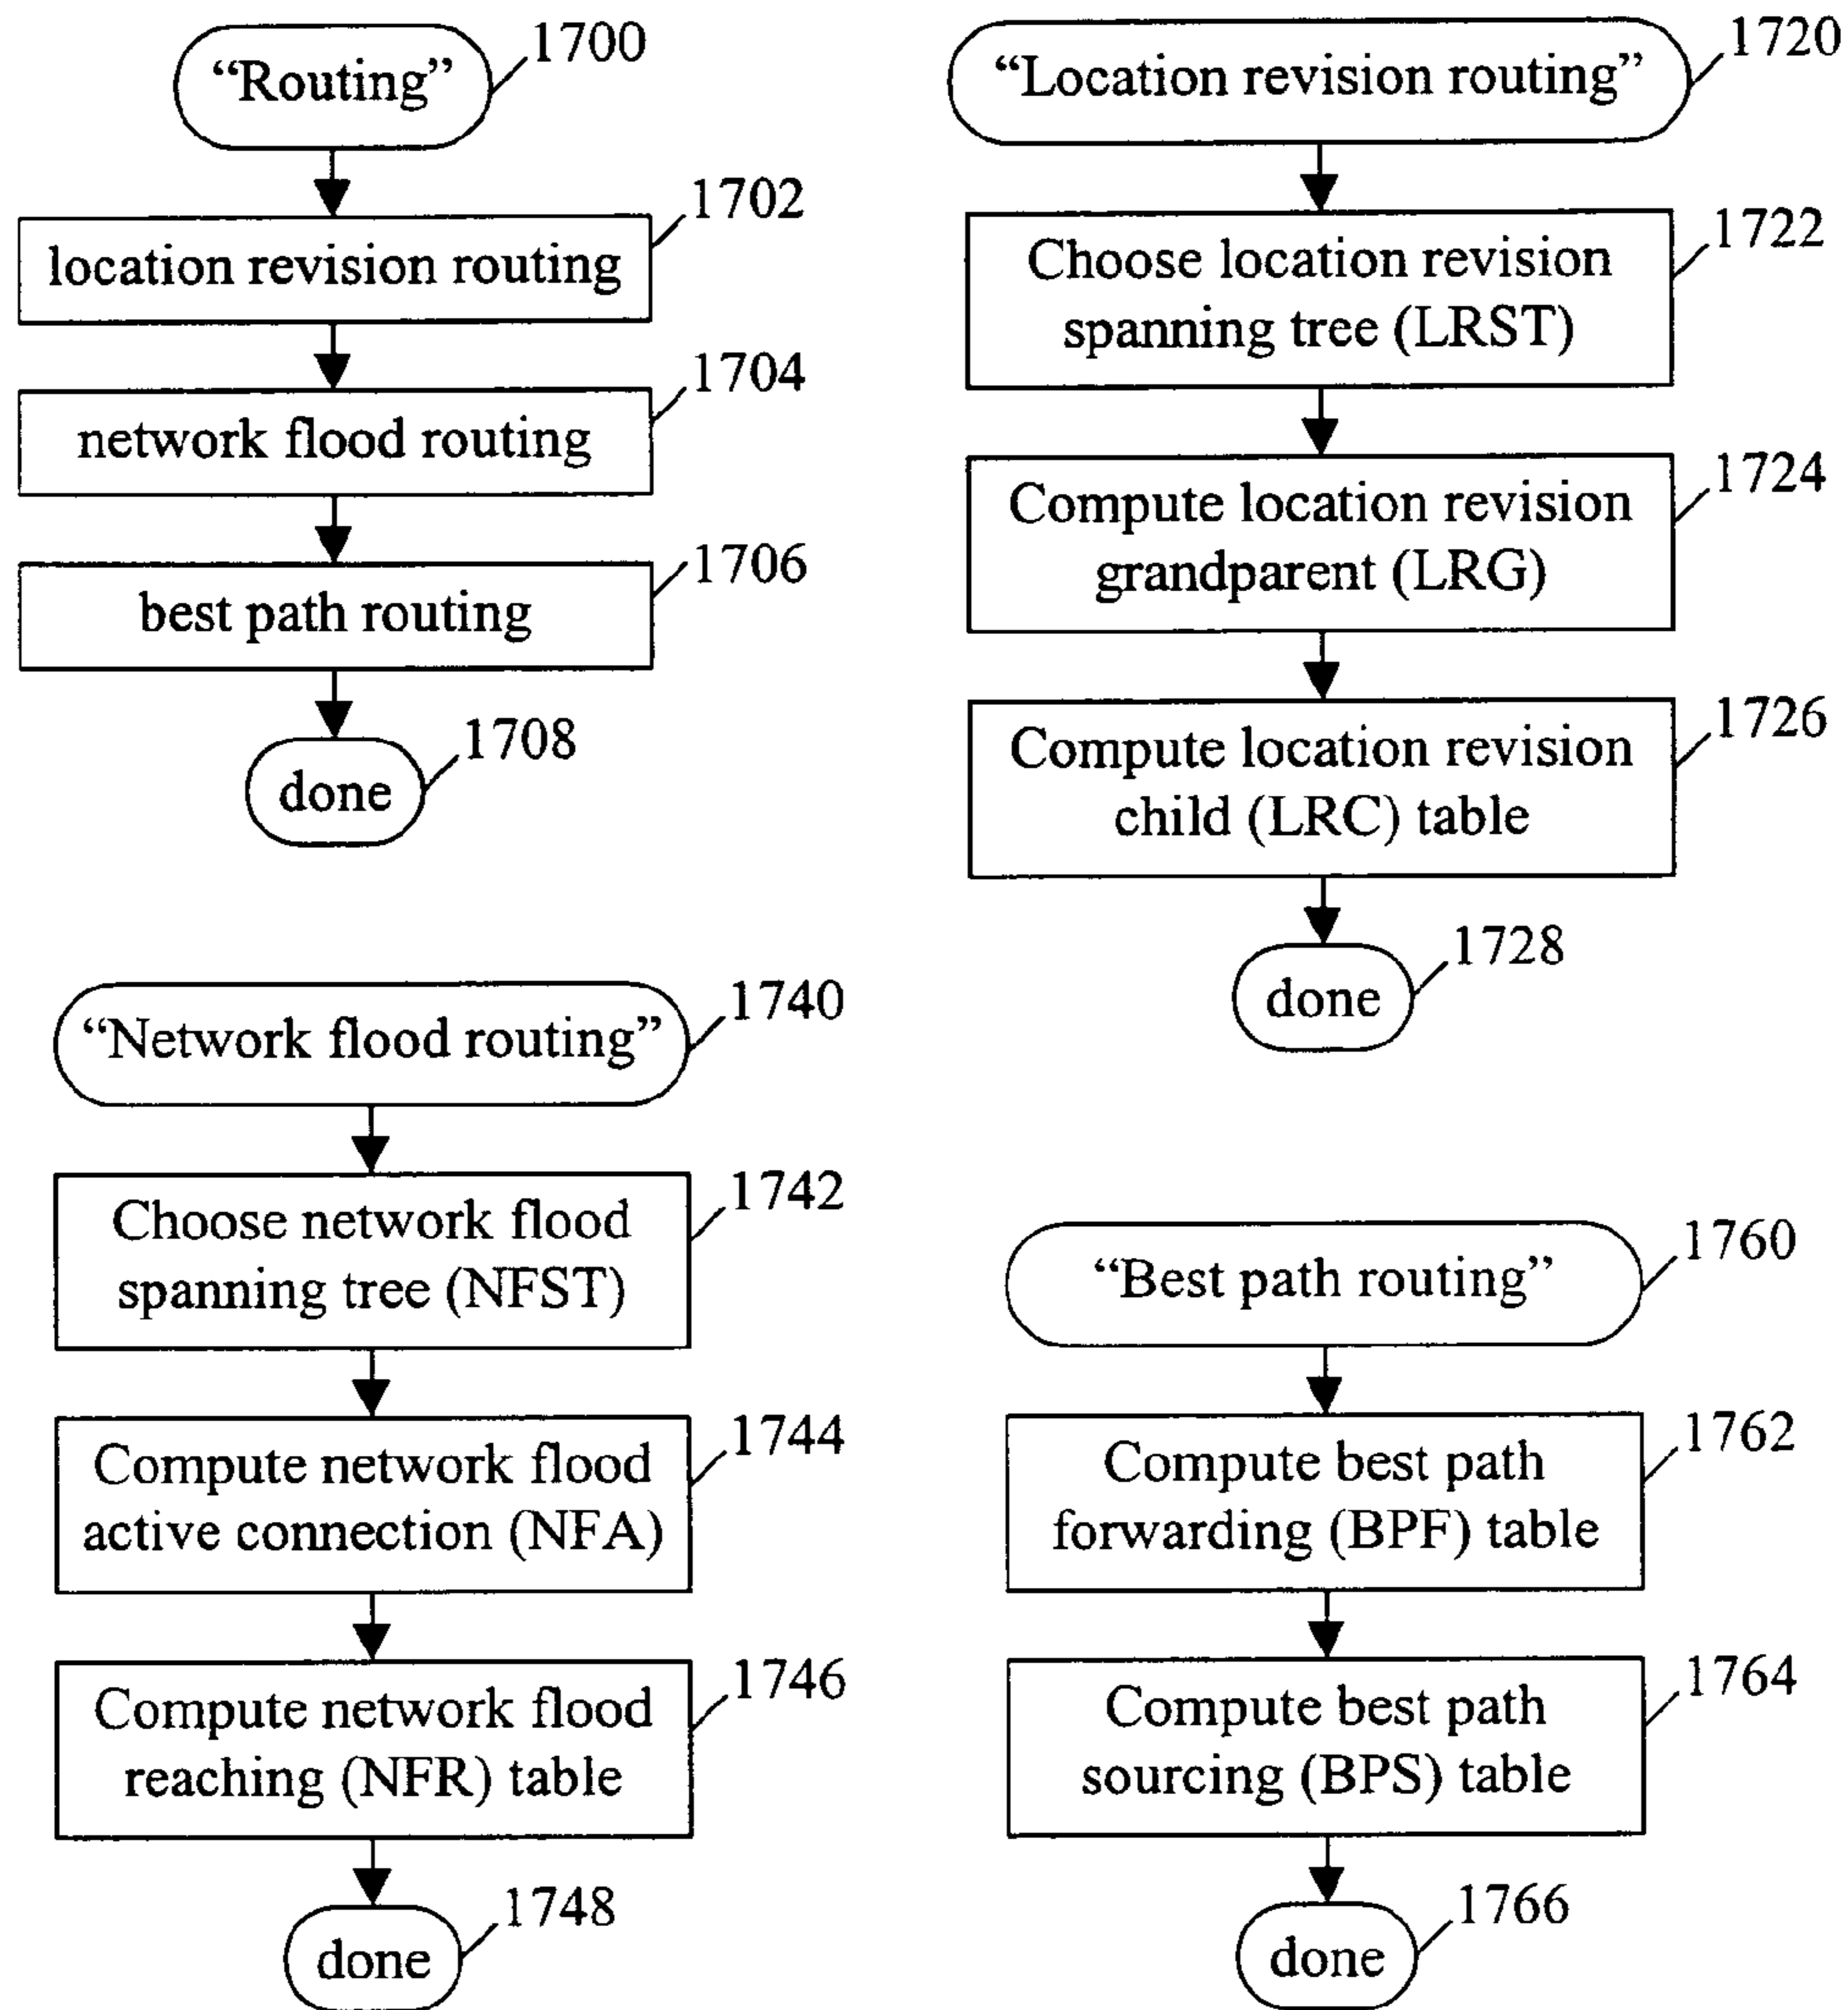 “Routing”
1700
location revision routing
1702
network flood routing
1704
best path routing
1706
done
1708
“Location revision routing”
1720
Choose location revision
spanning tree (LRST)
1722
Compute location revision
grandparent (LRG)
1724
Compute location revision
child (LRC) table
1726
done
1728
“Network flood routing”
1740
Choose network flood
spanning tree (NFST)
1742
Compute network flood
active connection (NFA)
1744
Compute network flood
reaching (NFR) table
1746
done
1748
“Best path routing”
1760
Compute best path
forwarding (BPF) table
1762
Compute best path
sourcing (BPS) table
1764
done
1766